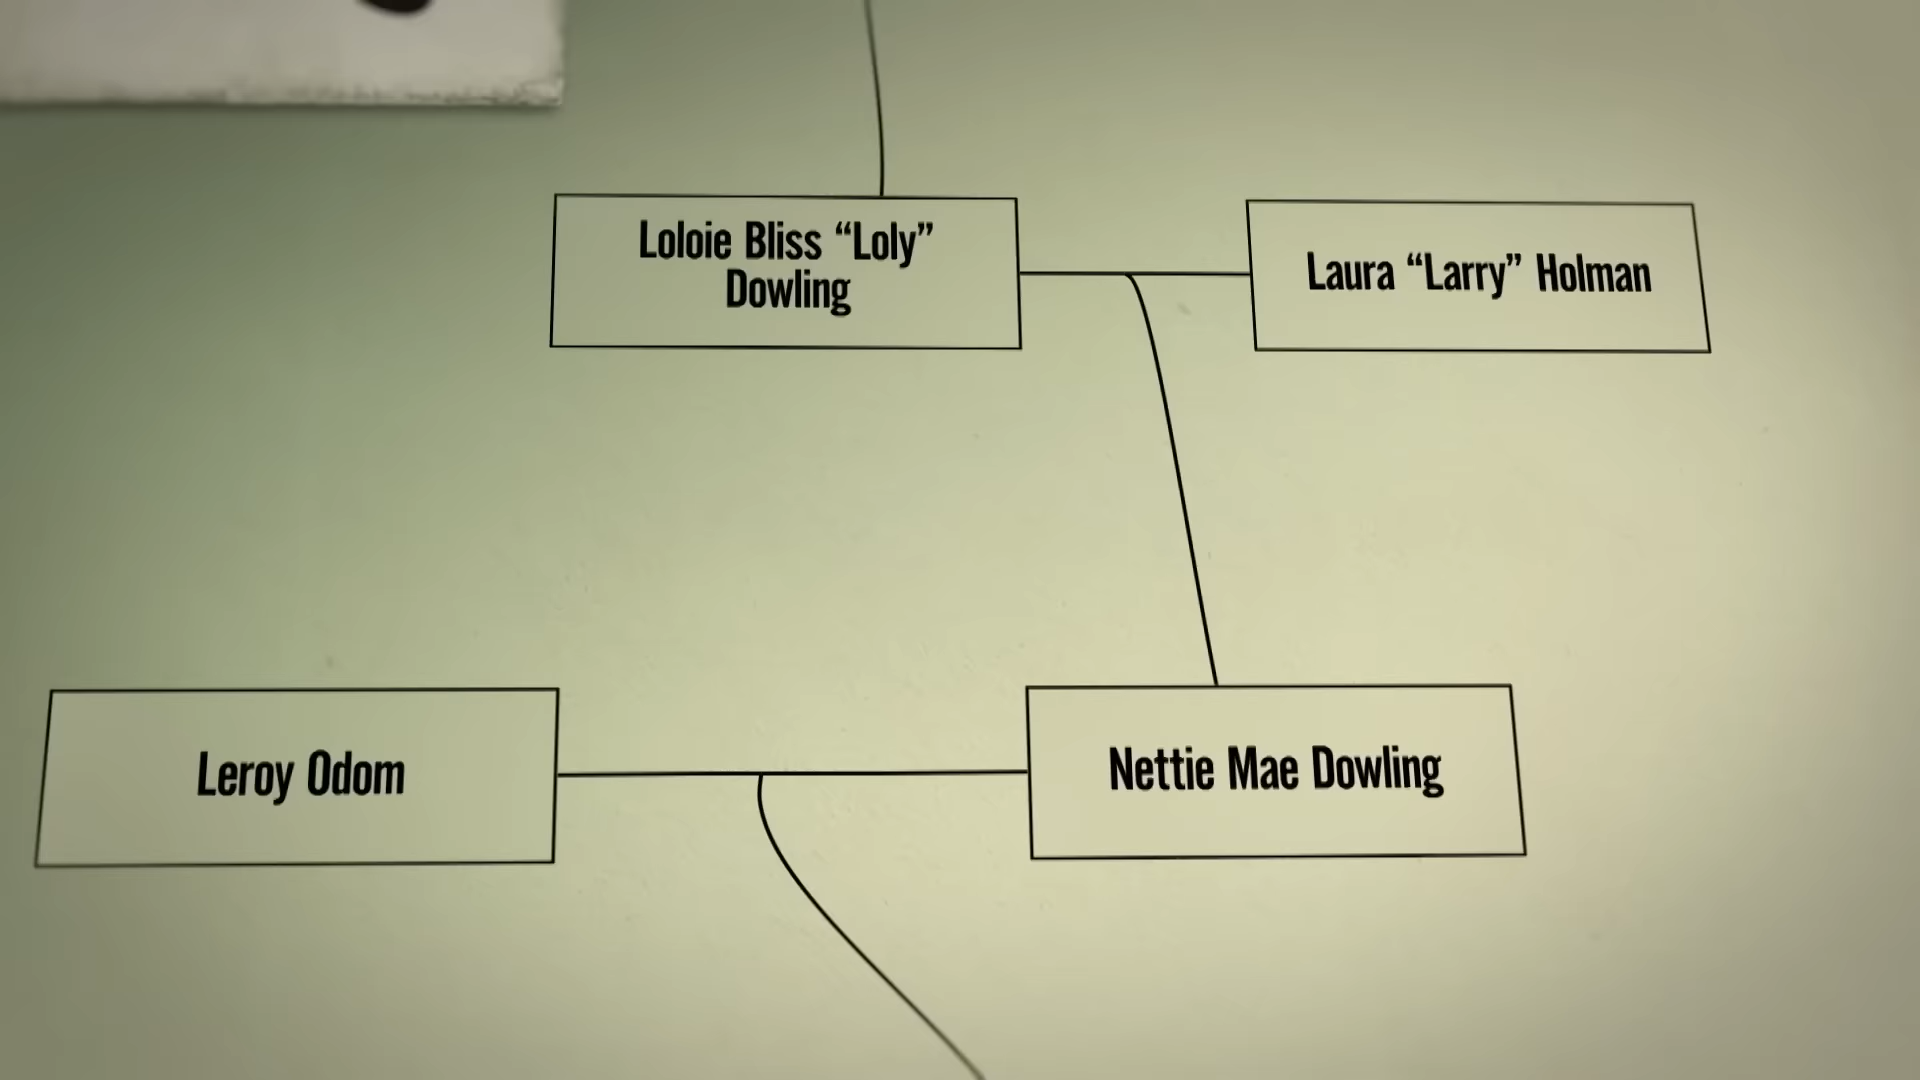 Loloie Bliss “Loly”
Dowling
Laura “Larry” Holman
Leroy Odom
Nettie Mae Dowling